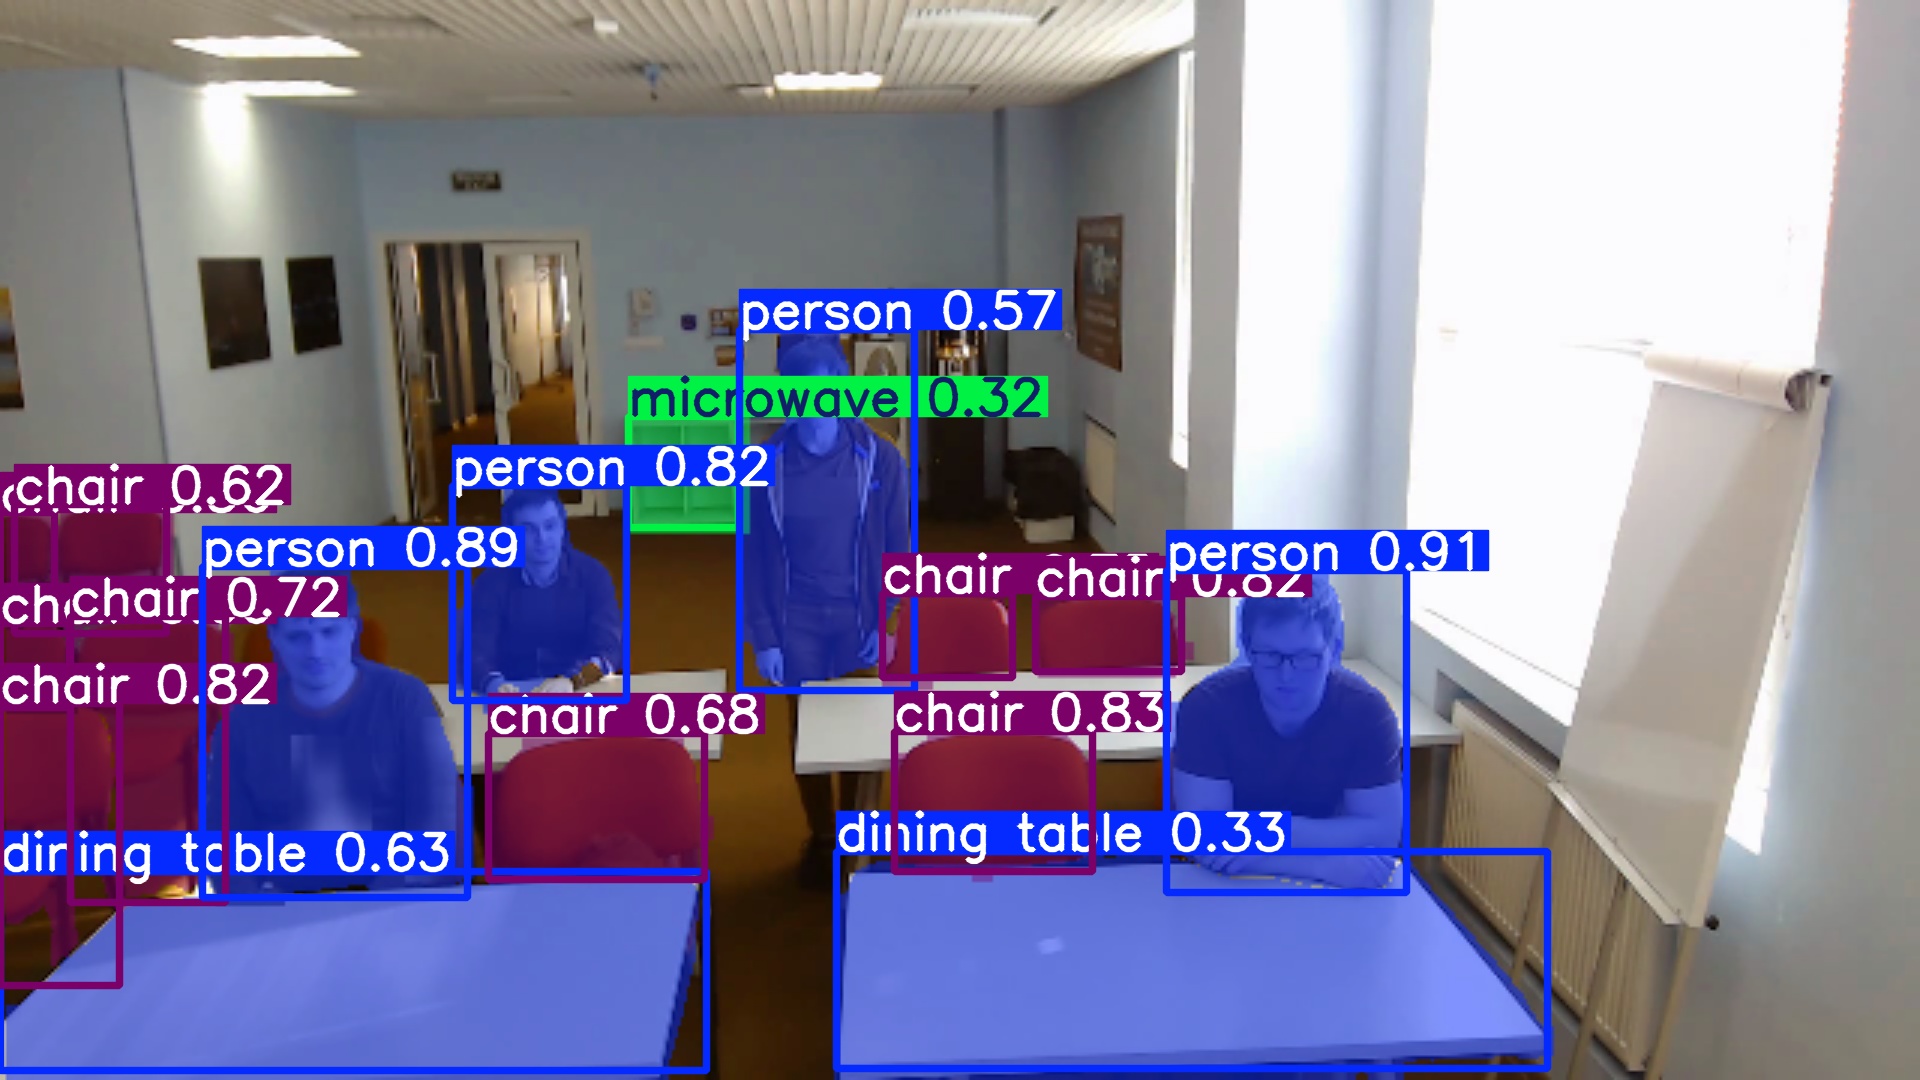 person 0.57
microwave 0.32
person 0.82
chair 0.62
person 0.89
person 0.91
chair
chair 0.82
chair 0.72
chair 0.82
chair 0.68
chair 0.83
dining table 0.33
dining table 0.63